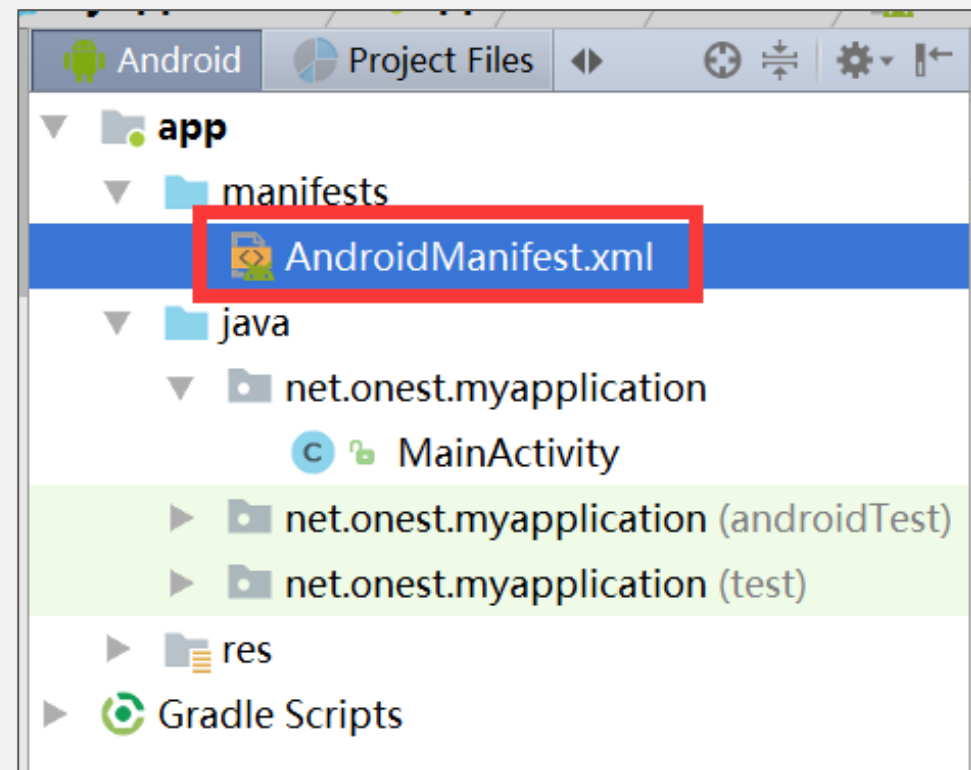 Android Project Files
app
manifests
AndroidManifest.xml
java
net.onest.myapplication
C MainActivity
net.onest.myapplication (androidTest)
net.onest.myapplication (test)
res
Gradle Scripts